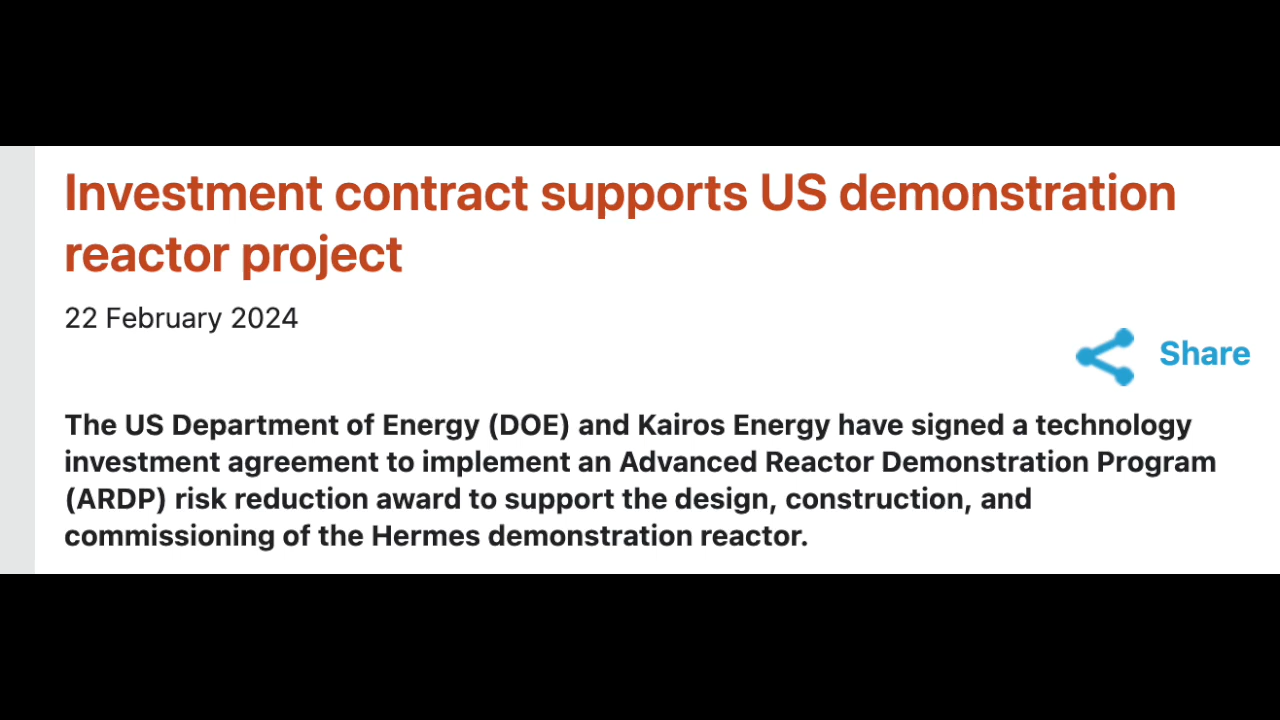 Investment contract supports US demonstration
reactor project
22 February 2024
Share
The US Department of Energy (DOE) and Kairos Energy have signed a technology
investment agreement to implement an Advanced Reactor Demonstration Program
(ARDP) risk reduction award to support the design, construction, and
commissioning of the Hermes demonstration reactor.